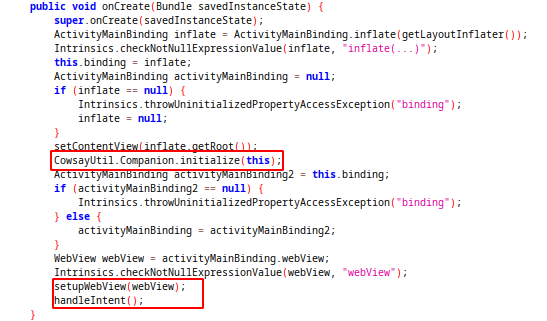 public void onCreate(Bundle savedInstanceState) {
super.onCreate(savedInstanceState);
ActivityMainBinding inflate = ActivityMainBinding.inflate(getLayoutInflater());
Intrinsics.checkNotNullExpressionValue(inflate, "inflate(...)");
this.binding = inflate;
ActivityMainBinding activityMainBinding = null;
if (inflate == null) {
Intrinsics.throwUninitializedPropertyAccessException("binding");
inflate = null;
}
setContentView(inflate.getRoot());
CowsayUtil.Companion.initialize(this);
ActivityMainBinding activityMainBinding2 = this.binding;
if (activityMainBinding2 == null) {
Intrinsics.throwUninitializedPropertyAccessException("binding");
} else {
activityMainBinding = activityMainBinding2;
}
WebView webView = activityMainBinding.webView;
Intrinsics.checkNotNullExpressionValue(webView, "webView");
setupWebView(webView);
handleIntent();
}